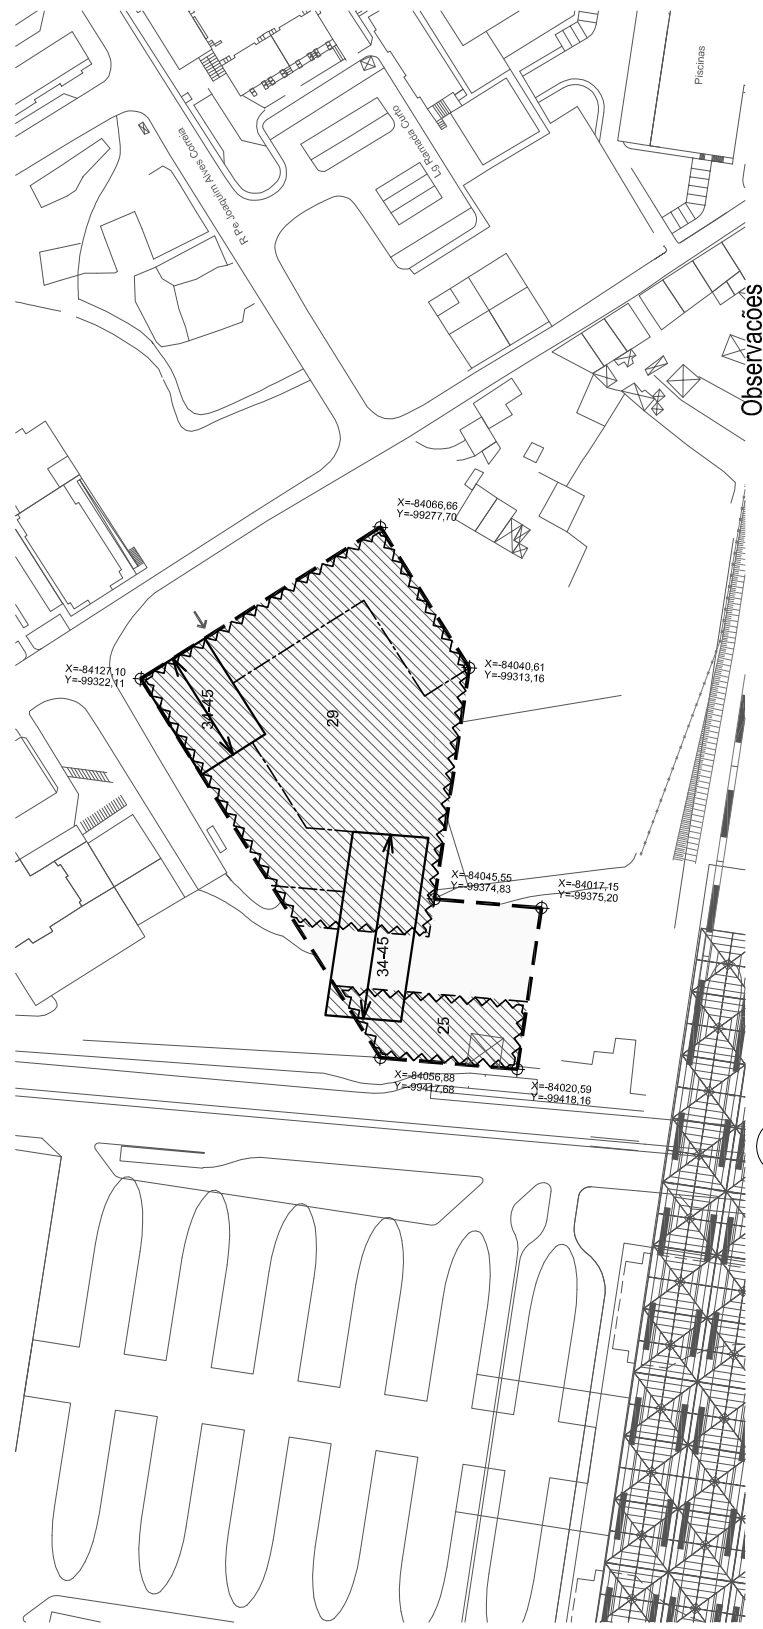 Piscinas
Lg Ramada Curto
R Pe Joaquim Alves Correia
Observacões
X=-84066,66
Y=-99277,70
X=-84127,10
Y=-99322,11
X=-84040,61
Y=-99313,16
34-45
29
X=-84045,55
Y=-99374,83
X=-84017,15
Y=-99375,20
34-45
25
X=-84056,88
Y=-99417,68
X=-84020,59
Y=-99418,16